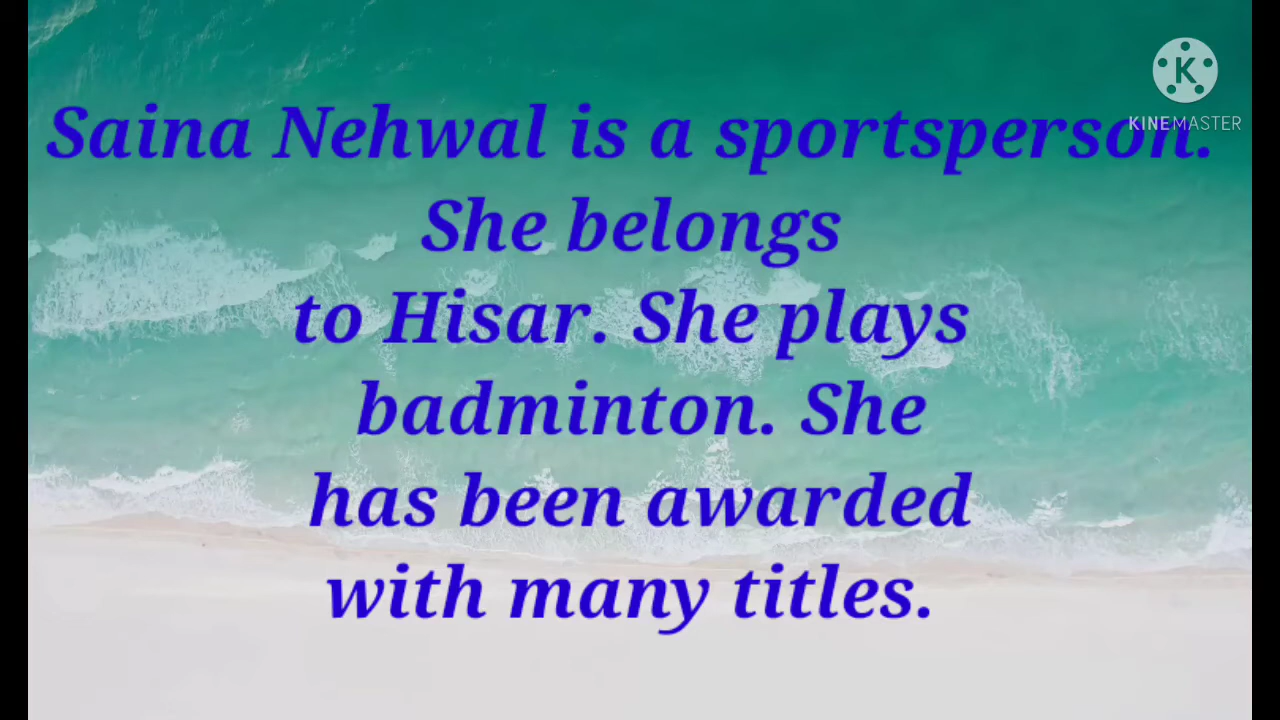 Saina Nehwal is a sportsperson.
She belongs
to Hisar. She plays
badminton. She
has been awarded
with many titles.
K
KINEMASTER